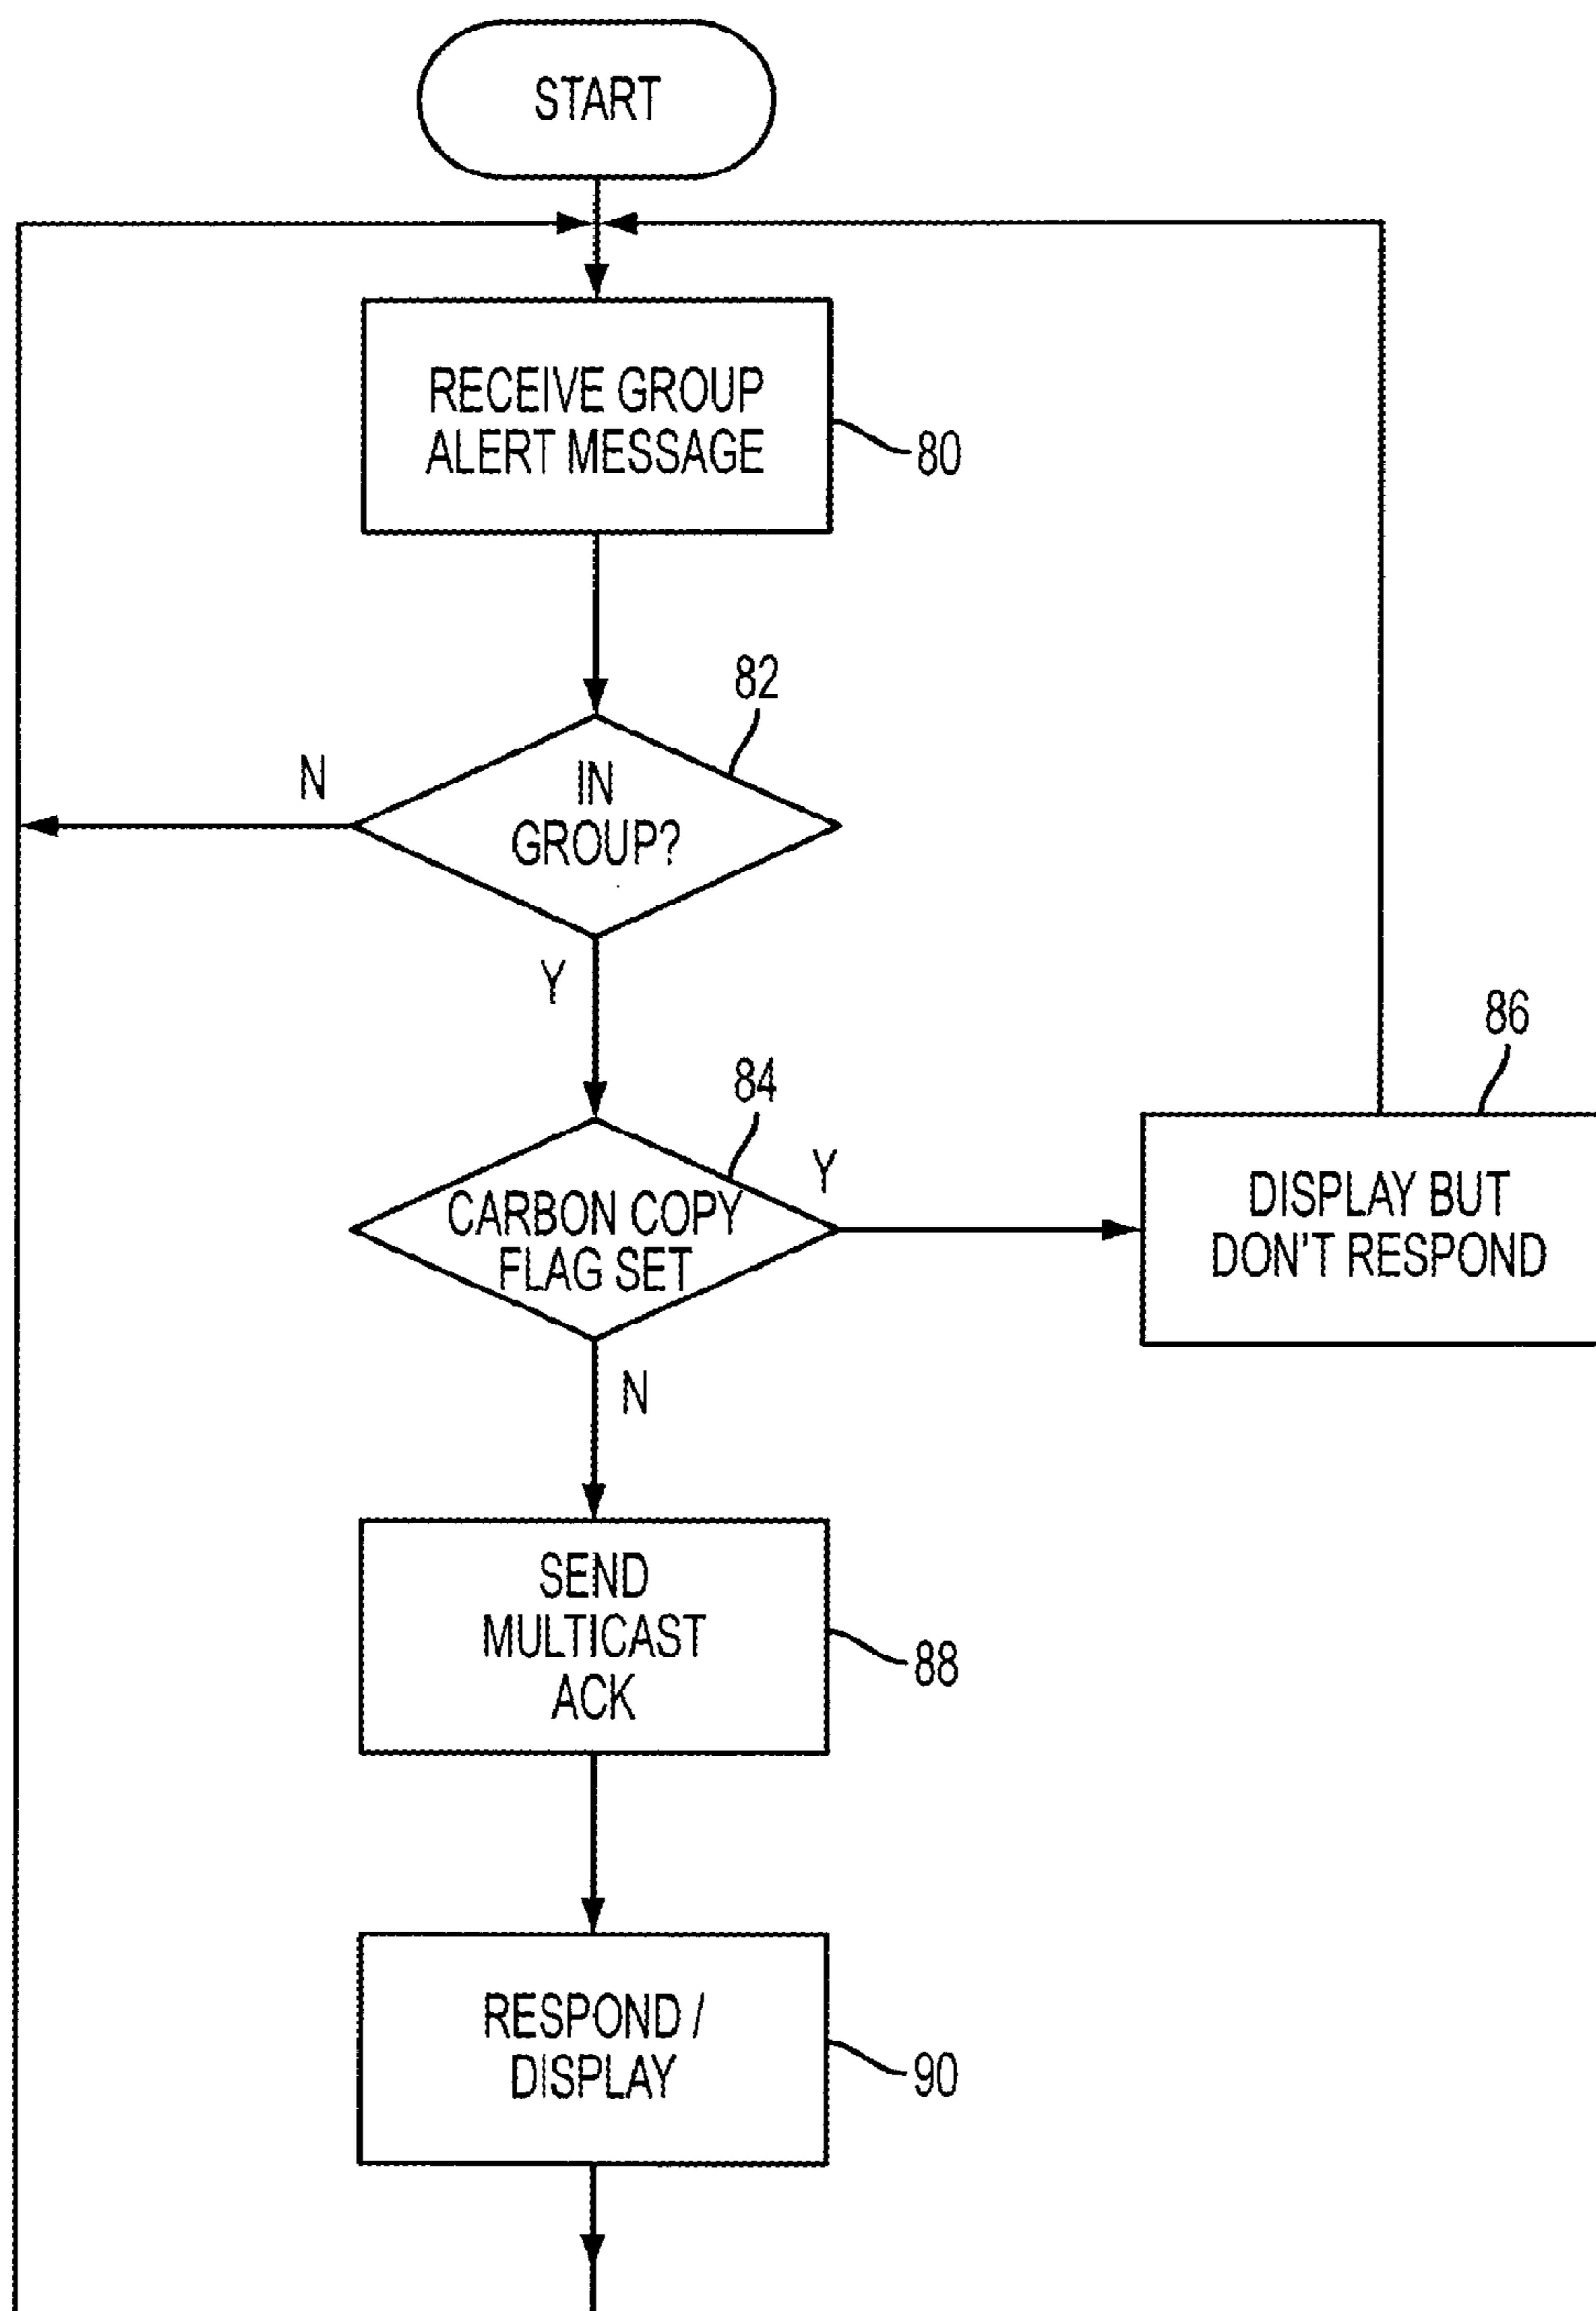 START
RECEIVE GROUP
ALERT MESSAGE
80
82
N
IN
GROUP?
Y
84
86
Y
CARBON COPY
FLAG SET
DISPLAY BUT
DON'T RESPOND
N
SEND
MULTICAST
ACK
88
RESPOND /
DISPLAY
90